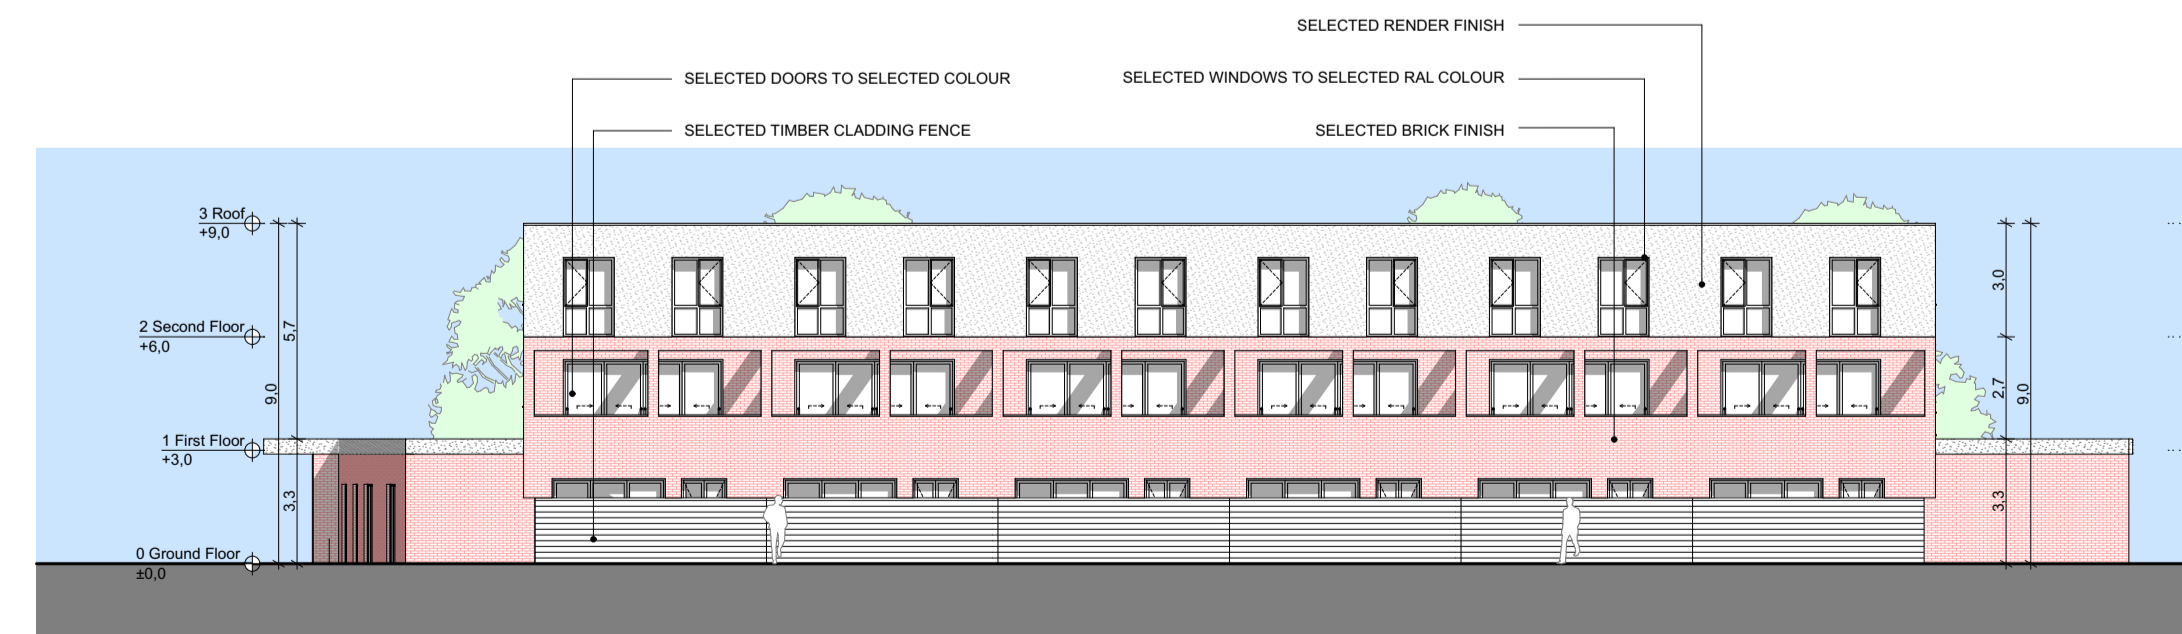 SELECTED RENDER FINISH
SELECTED DOORS TO SELECTED COLOUR
SELECTED WINDOWS TO SELECTED RAL COLOUR
SELECTED TIMBER CLADDING FENCE
SELECTED BRICK FINISH
3 Roof
+9,0
2 Second Floor
+6,0
1 First Floor
+3,0
0 Ground Floor
±0,0
9,0
5,7
3,3
3,0
2,7
3,3
9,0